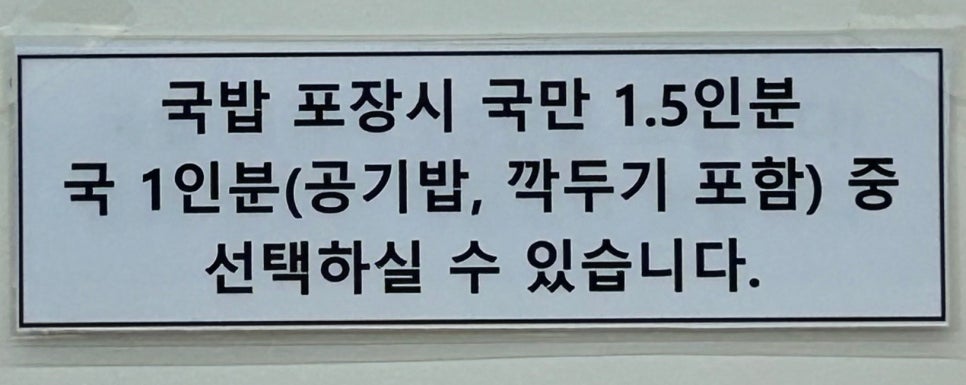 국밥 포장시 국만 1.5인분
국 1인분(공기밥, 깍두기 포함) 중
선택하실 수 있습니다.